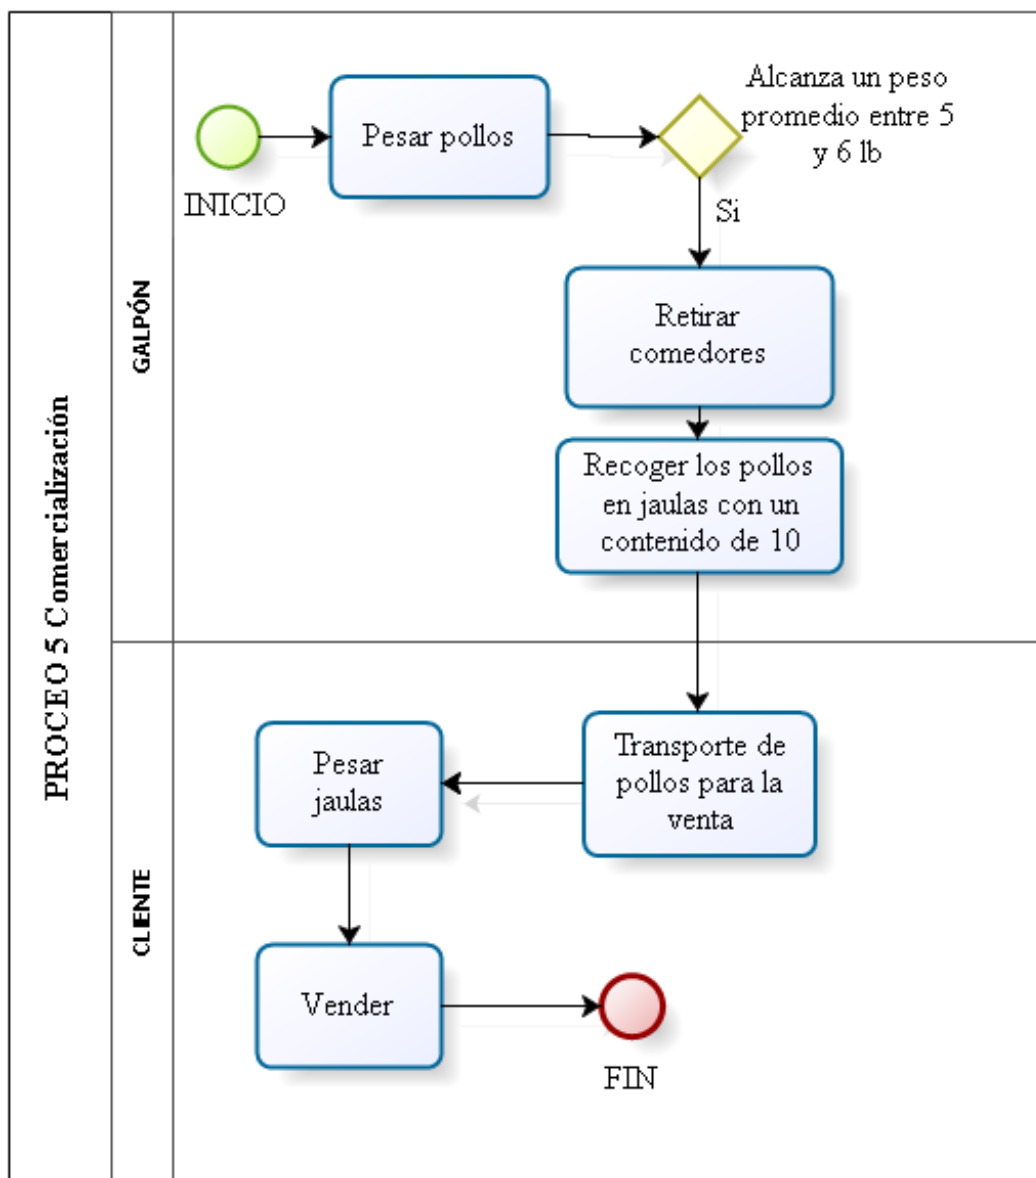 PROCEO 5 Comercialización
GALPÓN
INICIO
Pesar pollos
Alcanza un peso
promedio entre 5
y 6 lb
Si
Retirar
comedores
Recoger los pollos
en jaulas con un
contenido de 10
CLIENTE
Transporte de
pollos para la
venta
Pesar
jaulas
Vender
FIN